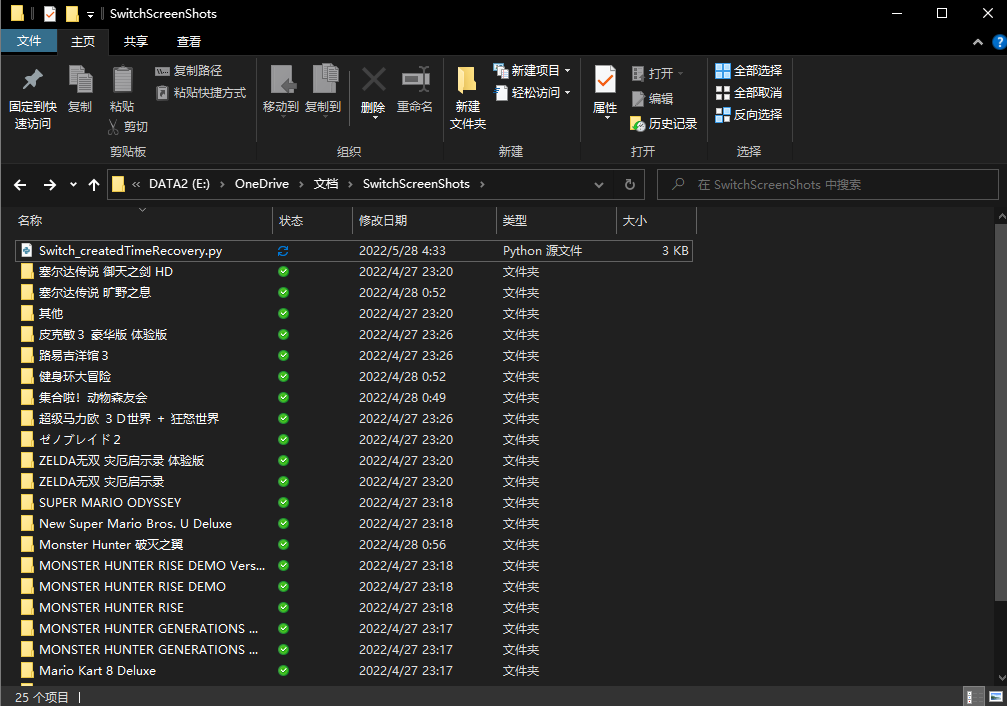 SwitchScreenShots
文件 主页 共享 查看
固定到快速访问 复制 粘贴 复制路径 粘贴快捷方式 剪切 移动到 复制到 删除 重命名 新建文件夹 新建项目 轻松访问 属性 打开 编辑 历史记录 全部选择 全部取消 反向选择
剪贴板 组织 新建 打开 选择
« DATA2 (E:) › OneDrive › 文档 › SwitchScreenShots › 在 SwitchScreenShots 中搜索
名称 状态 修改日期 类型 大小
Switch_createdTimeRecovery.py 2022/5/28 4:33 Python 源文件 3 KB
塞尔达传说 御天之剑 HD 2022/4/27 23:20 文件夹
塞尔达传说 旷野之息 2022/4/28 0:52 文件夹
其他 2022/4/27 23:20 文件夹
皮克敏３ 豪华版 体验版 2022/4/27 23:26 文件夹
路易吉洋馆３ 2022/4/27 23:26 文件夹
健身环大冒险 2022/4/28 0:52 文件夹
集合啦！动物森友会 2022/4/28 0:49 文件夹
超级马力欧 ３Ｄ世界 + 狂怒世界 2022/4/27 23:26 文件夹
ゼノブレイド２ 2022/4/27 23:20 文件夹
ZELDA无双 灾厄启示录 体验版 2022/4/27 23:20 文件夹
ZELDA无双 灾厄启示录 2022/4/27 23:20 文件夹
SUPER MARIO ODYSSEY 2022/4/27 23:18 文件夹
New Super Mario Bros. U Deluxe 2022/4/27 23:18 文件夹
Monster Hunter 破灭之翼 2022/4/28 0:56 文件夹
MONSTER HUNTER RISE DEMO Vers... 2022/4/27 23:18 文件夹
MONSTER HUNTER RISE DEMO 2022/4/27 23:18 文件夹
MONSTER HUNTER RISE 2022/4/27 23:18 文件夹
MONSTER HUNTER GENERATIONS ... 2022/4/27 23:17 文件夹
MONSTER HUNTER GENERATIONS ... 2022/4/27 23:17 文件夹
Mario Kart 8 Deluxe 2022/4/27 23:17 文件夹
25 个项目